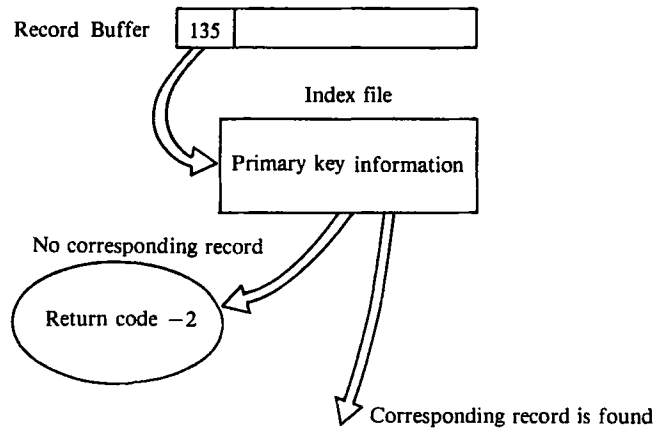 Record Buffer 135
Index file
Primary key information
No corresponding record
Return code −2
Corresponding record is found